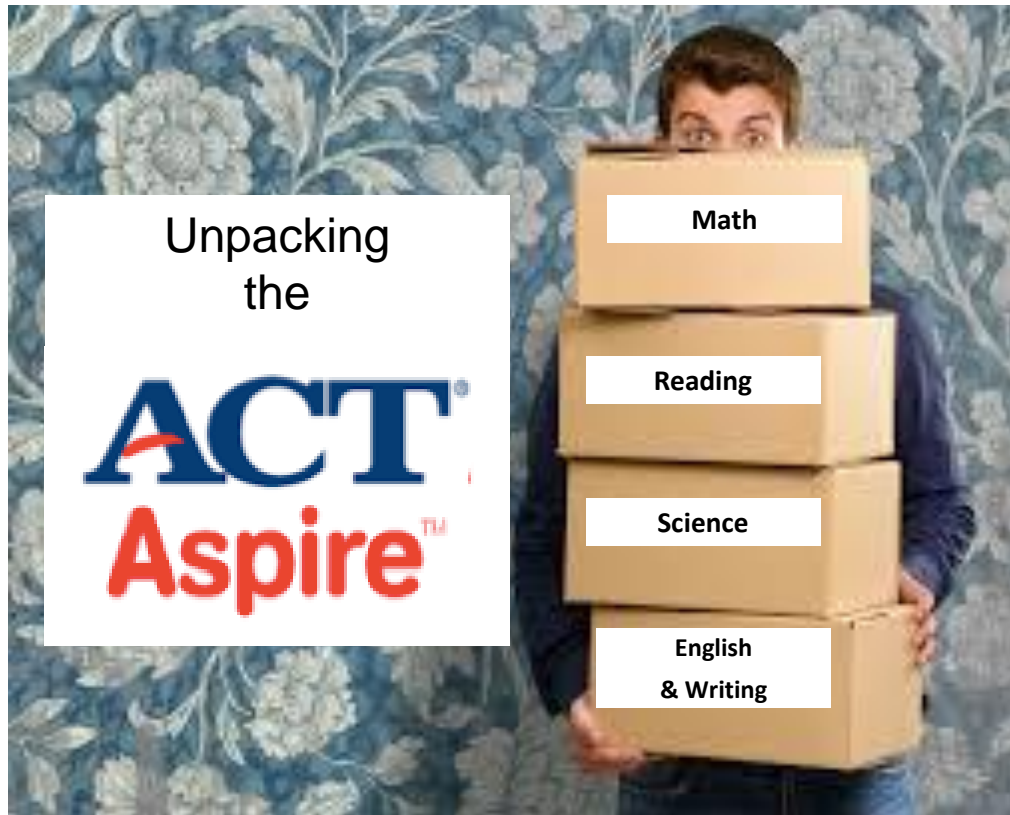 Unpacking
the
ACT®
Aspire™
Math
Reading
Science
English
& Writing